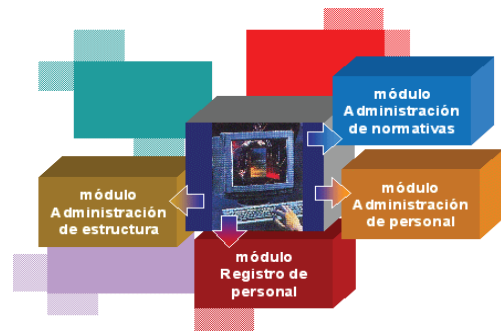 módulo
Administración
de normativas
módulo
Administración
de estructura
módulo
Administración
de personal
módulo
Registro de
personal